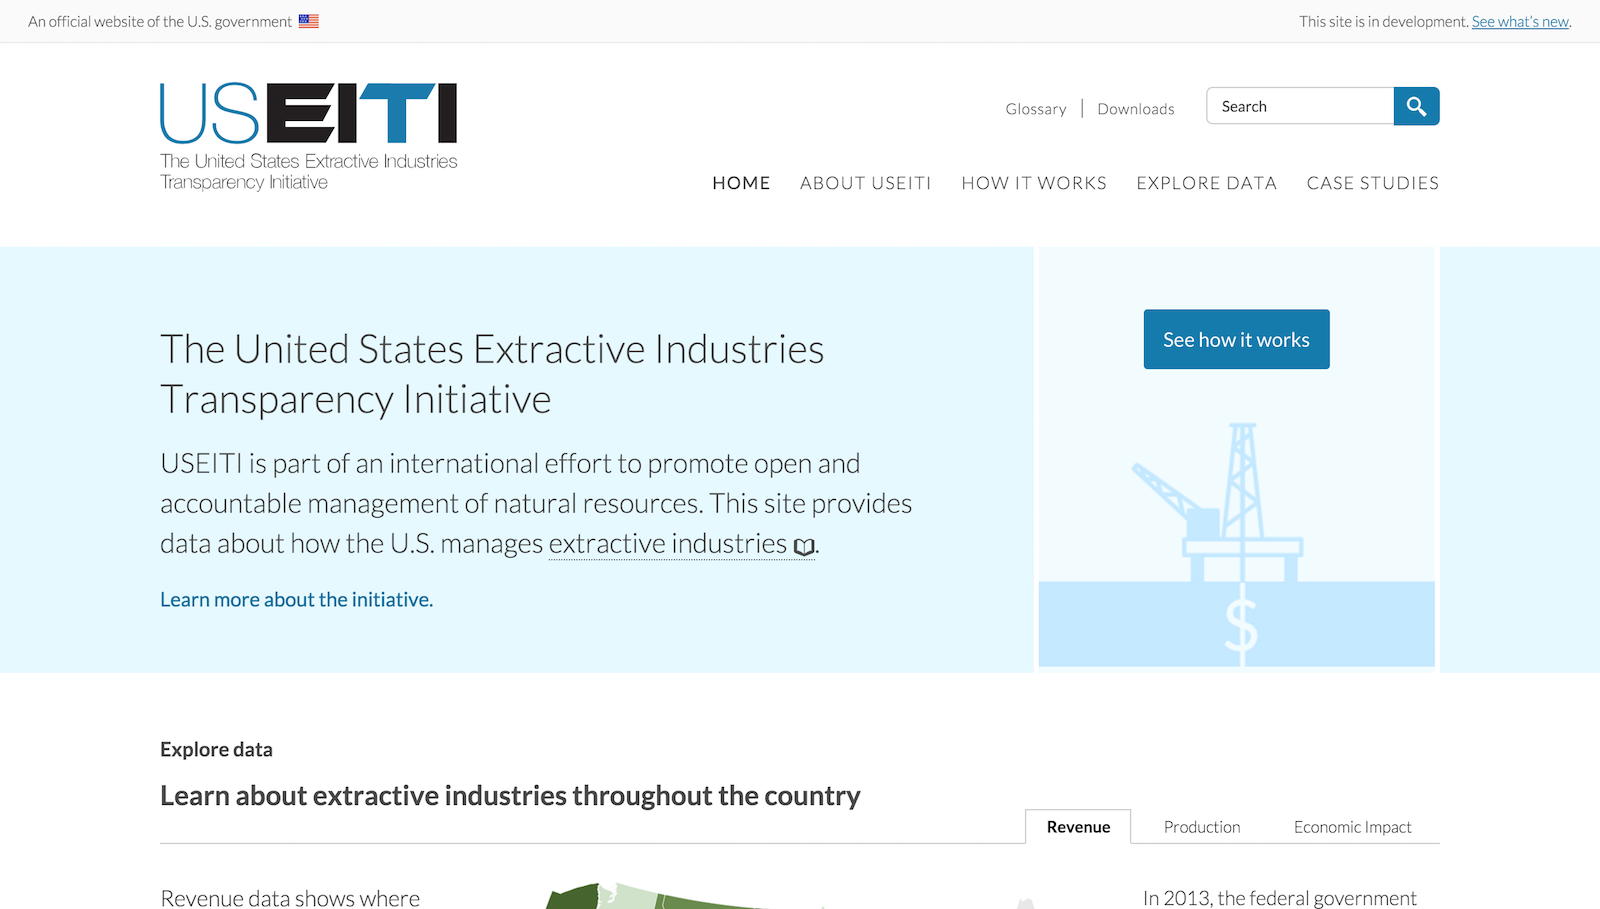 An official website of the U.S. government
This site is in development. See what's new.
USEITI
The United States Extractive Industries
Transparency Initiative
Glossary | Downloads
Search
HOME ABOUT USEITI HOW IT WORKS EXPLORE DATA CASE STUDIES
The United States Extractive Industries
Transparency Initiative
USEITI is part of an international effort to promote open and
accountable management of natural resources. This site provides
data about how the U.S. manages extractive industries.
Learn more about the initiative.
See how it works
$
Explore data
Learn about extractive industries throughout the country
Revenue Production Economic Impact
Revenue data shows where
In 2013, the federal government